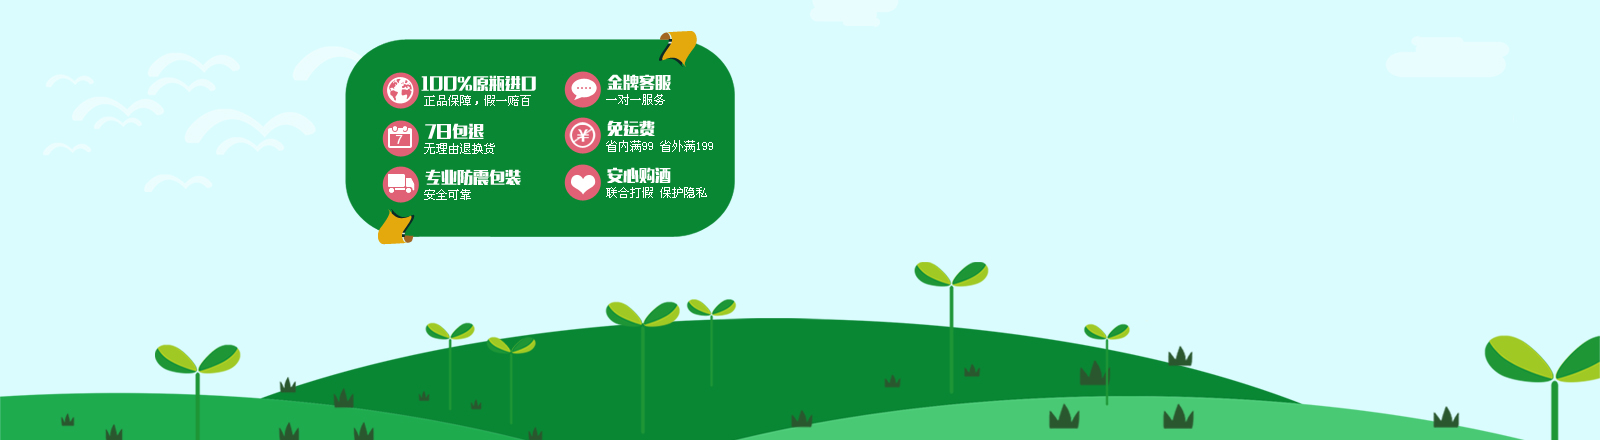 100%原瓶进口
正品保障，假一赔百
7日包退
无理由退换货
专业防震包装
安全可靠
金牌客服
一对一服务
免运费
省内满99 省外满199
安心购酒
联合打假 保护隐私
7
¥